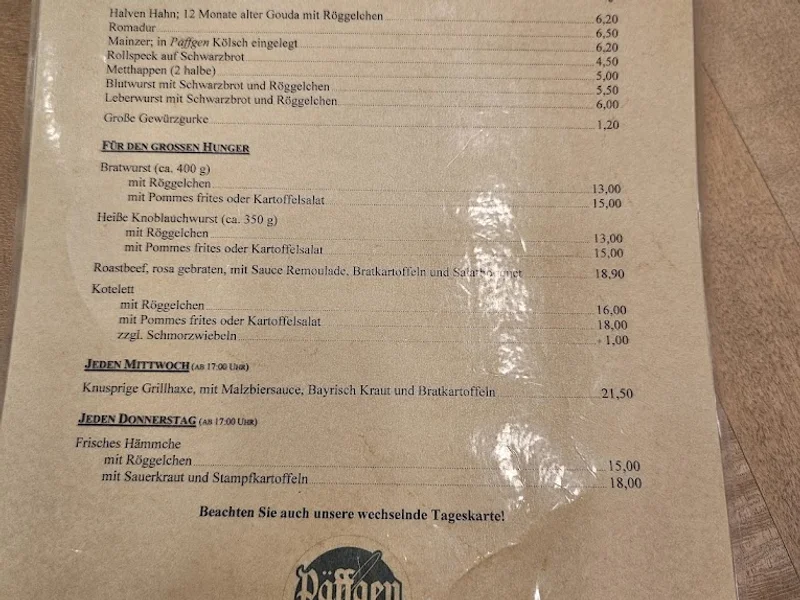 Halven Hahn; 12 Monate alter Gouda mit Röggelchen 6,20
Romadur 6,50
Mainzer; in Päffgen Kölsch eingelegt 6,20
Rollspeck auf Schwarzbrot 4,50
Metthappen (2 halbe) 5,00
Blutwurst mit Schwarzbrot und Röggelchen 5,50
Leberwurst mit Schwarzbrot und Röggelchen 6,00
Große Gewürzgurke 1,20
FÜR DEN GROSSEN HUNGER
Bratwurst (ca. 400 g)
mit Röggelchen 13,00
mit Pommes frites oder Kartoffelsalat 15,00
Heiße Knoblauchwurst (ca. 350 g)
mit Röggelchen 13,00
mit Pommes frites oder Kartoffelsalat 15,00
Roastbeef, rosa gebraten, mit Sauce Remoulade, Bratkartoffeln und Salatbouquet 18,90
Kotelett
mit Röggelchen 16,00
mit Pommes frites oder Kartoffelsalat 18,00
zzgl. Schmorzwiebeln + 1,00
JEDEN MITTWOCH (AB 17:00 UHR)
Knusprige Grillhaxe, mit Malzbiersauce, Bayrisch Kraut und Bratkartoffeln 21,50
JEDEN DONNERSTAG (AB 17:00 UHR)
Frisches Hämmche
mit Röggelchen 15,00
mit Sauerkraut und Stampfkartoffeln 18,00
Beachten Sie auch unsere wechselnde Tageskarte!
Päffgen